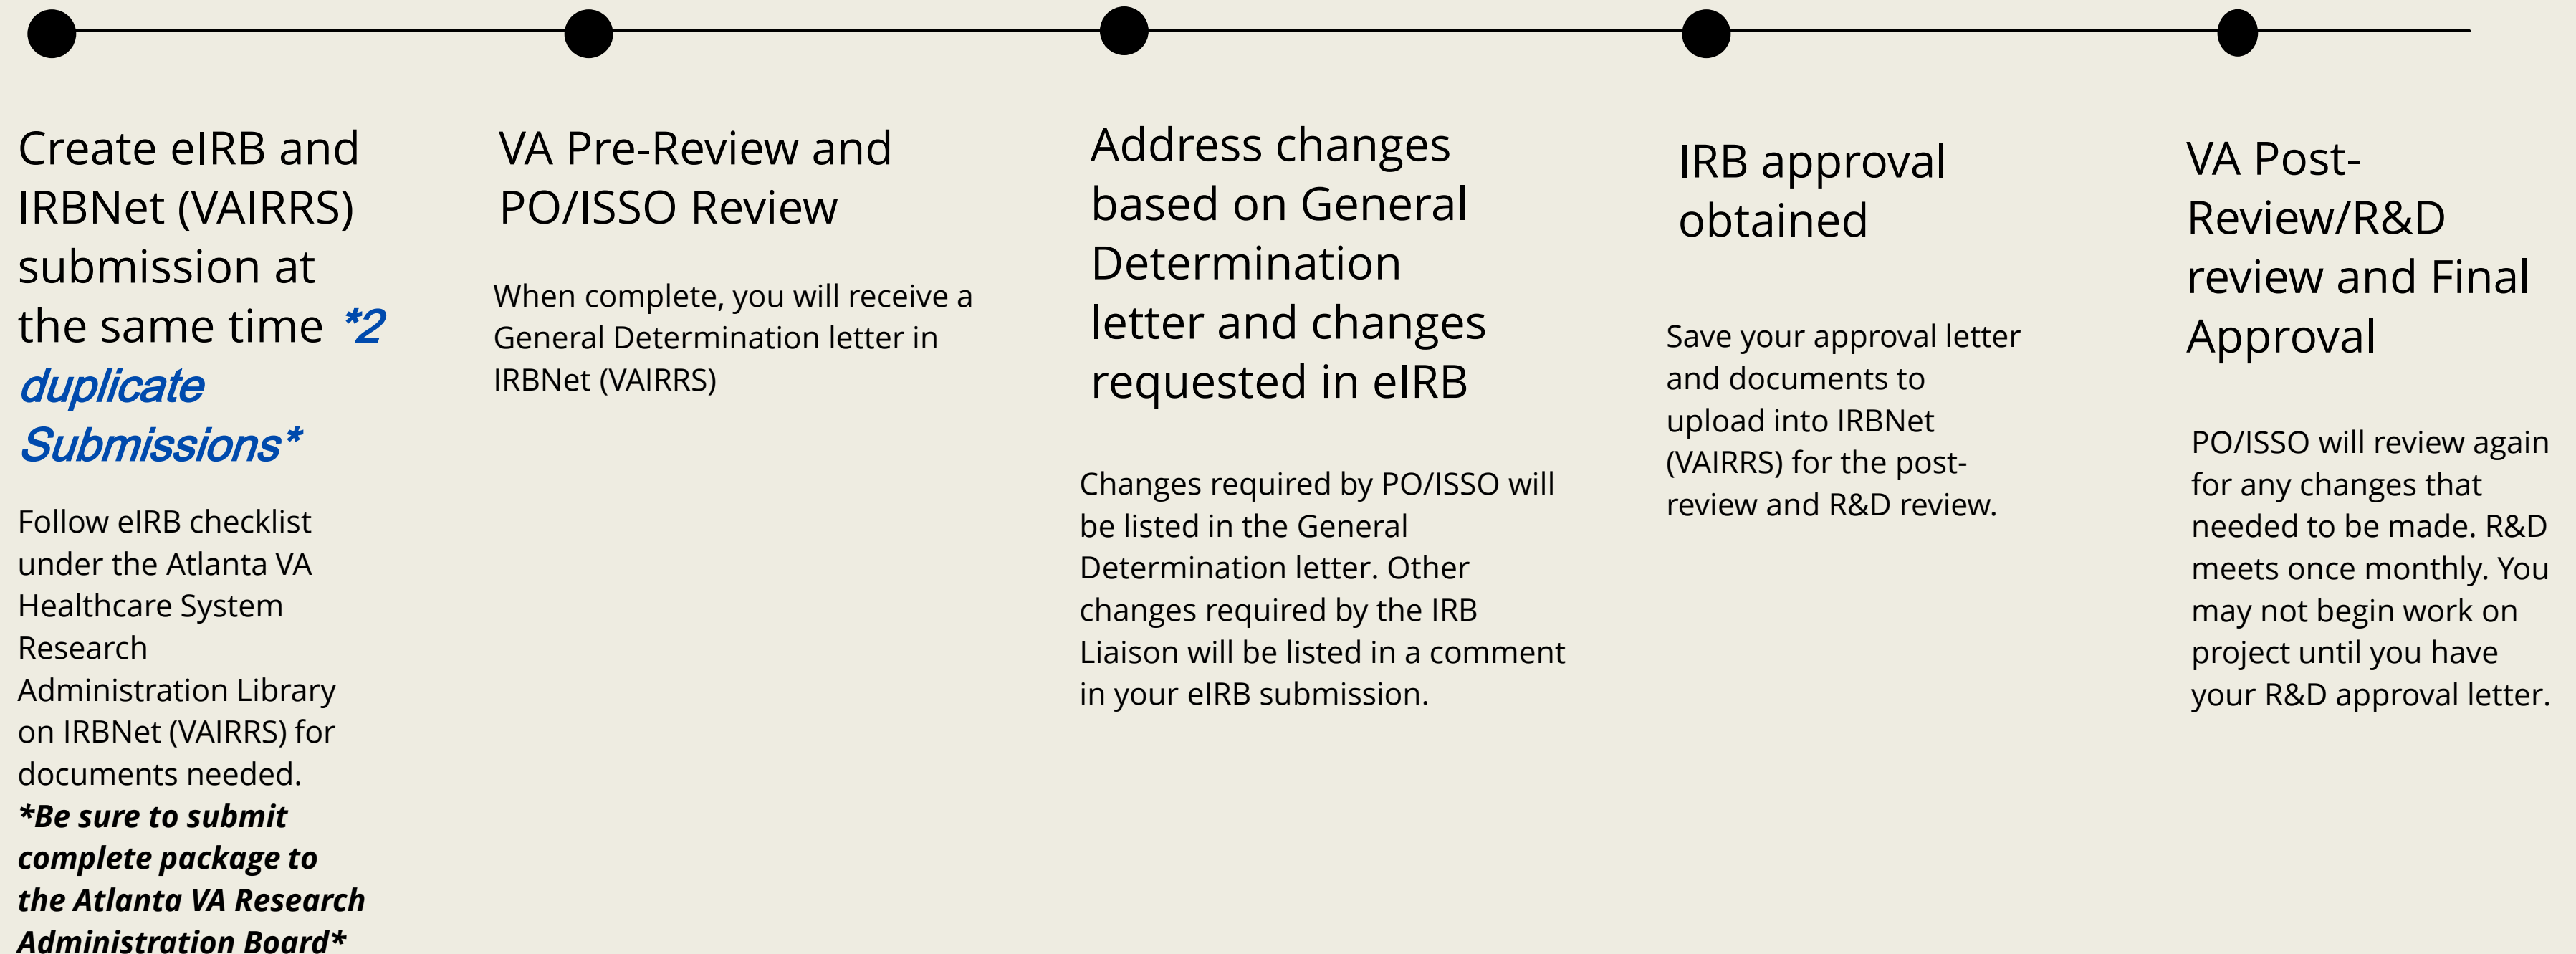 Create eIRB and
IRBNet (VAIRRS)
submission at
the same time *2
duplicate
Submissions*
Follow eIRB checklist
under the Atlanta VA
Healthcare System
Research
Administration Library
on IRBNet (VAIRRS) for
documents needed.
*Be sure to submit
complete package to
the Atlanta VA Research
Administration Board*
VA Pre-Review and
PO/ISSO Review
When complete, you will receive a
General Determination letter in
IRBNet (VAIRRS)
Address changes
based on General
Determination
letter and changes
requested in eIRB
Changes required by PO/ISSO will
be listed in the General
Determination letter. Other
changes required by the IRB
Liaison will be listed in a comment
in your eIRB submission.
IRB approval
obtained
Save your approval letter
and documents to
upload into IRBNet
(VAIRRS) for the post-
review and R&D review.
VA Post-
Review/R&D
review and Final
Approval
PO/ISSO will review again
for any changes that
needed to be made. R&D
meets once monthly. You
may not begin work on
project until you have
your R&D approval letter.